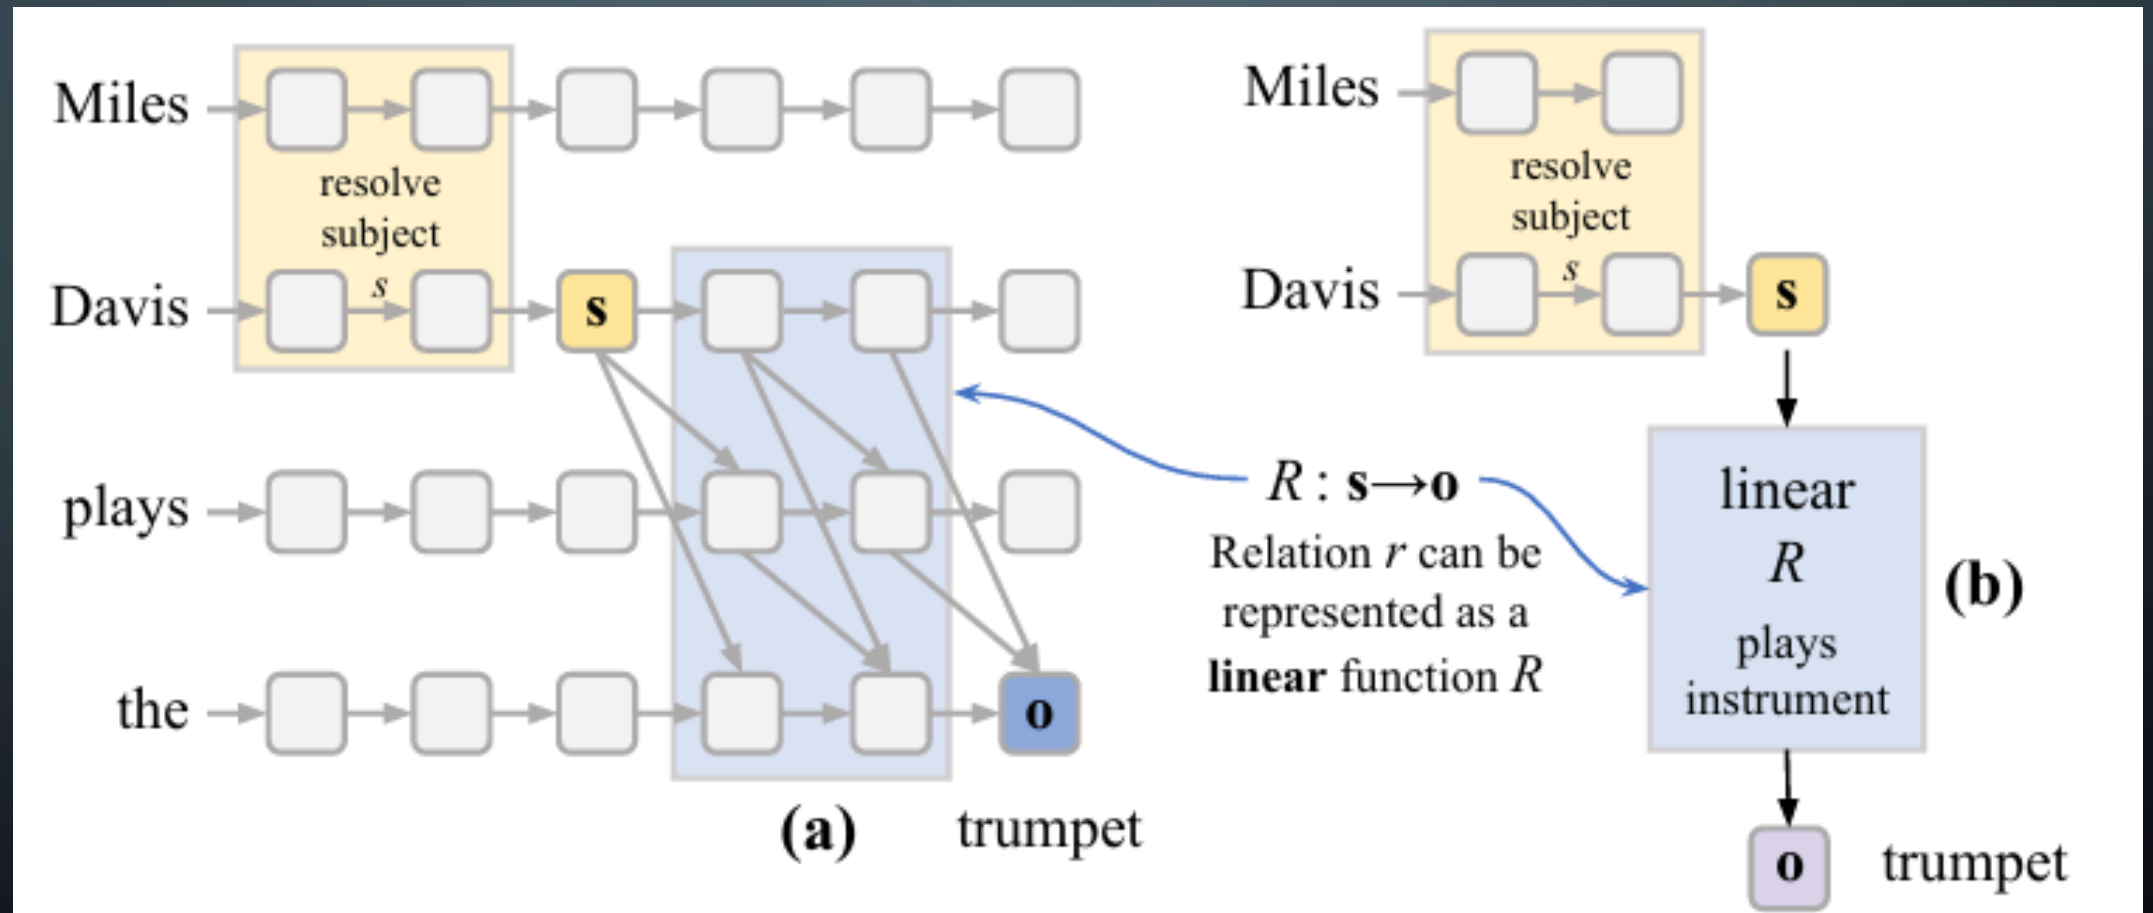 Miles
resolve
subject
s
Davis
s
plays
the
o
(a)
trumpet
R : s→o
Relation r can be
represented as a
linear function R
Miles
resolve
subject
s
Davis
s
linear
R
plays
instrument
(b)
o
trumpet